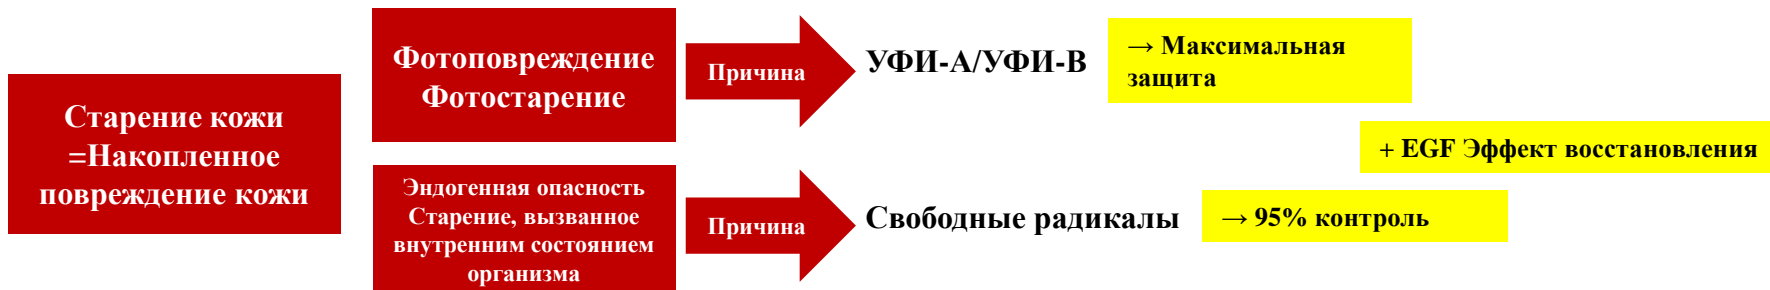 Старение кожи
=Накопленное
повреждение кожи
Фотоповреждение
Фотостарение
Причина
УФИ-А/УФИ-В
→ Максимальная
защита
+ EGF Эффект восстановления
Эндогенная опасность
Старение, вызванное
внутренним состоянием
организма
Причина
Свободные радикалы
→ 95% контроль